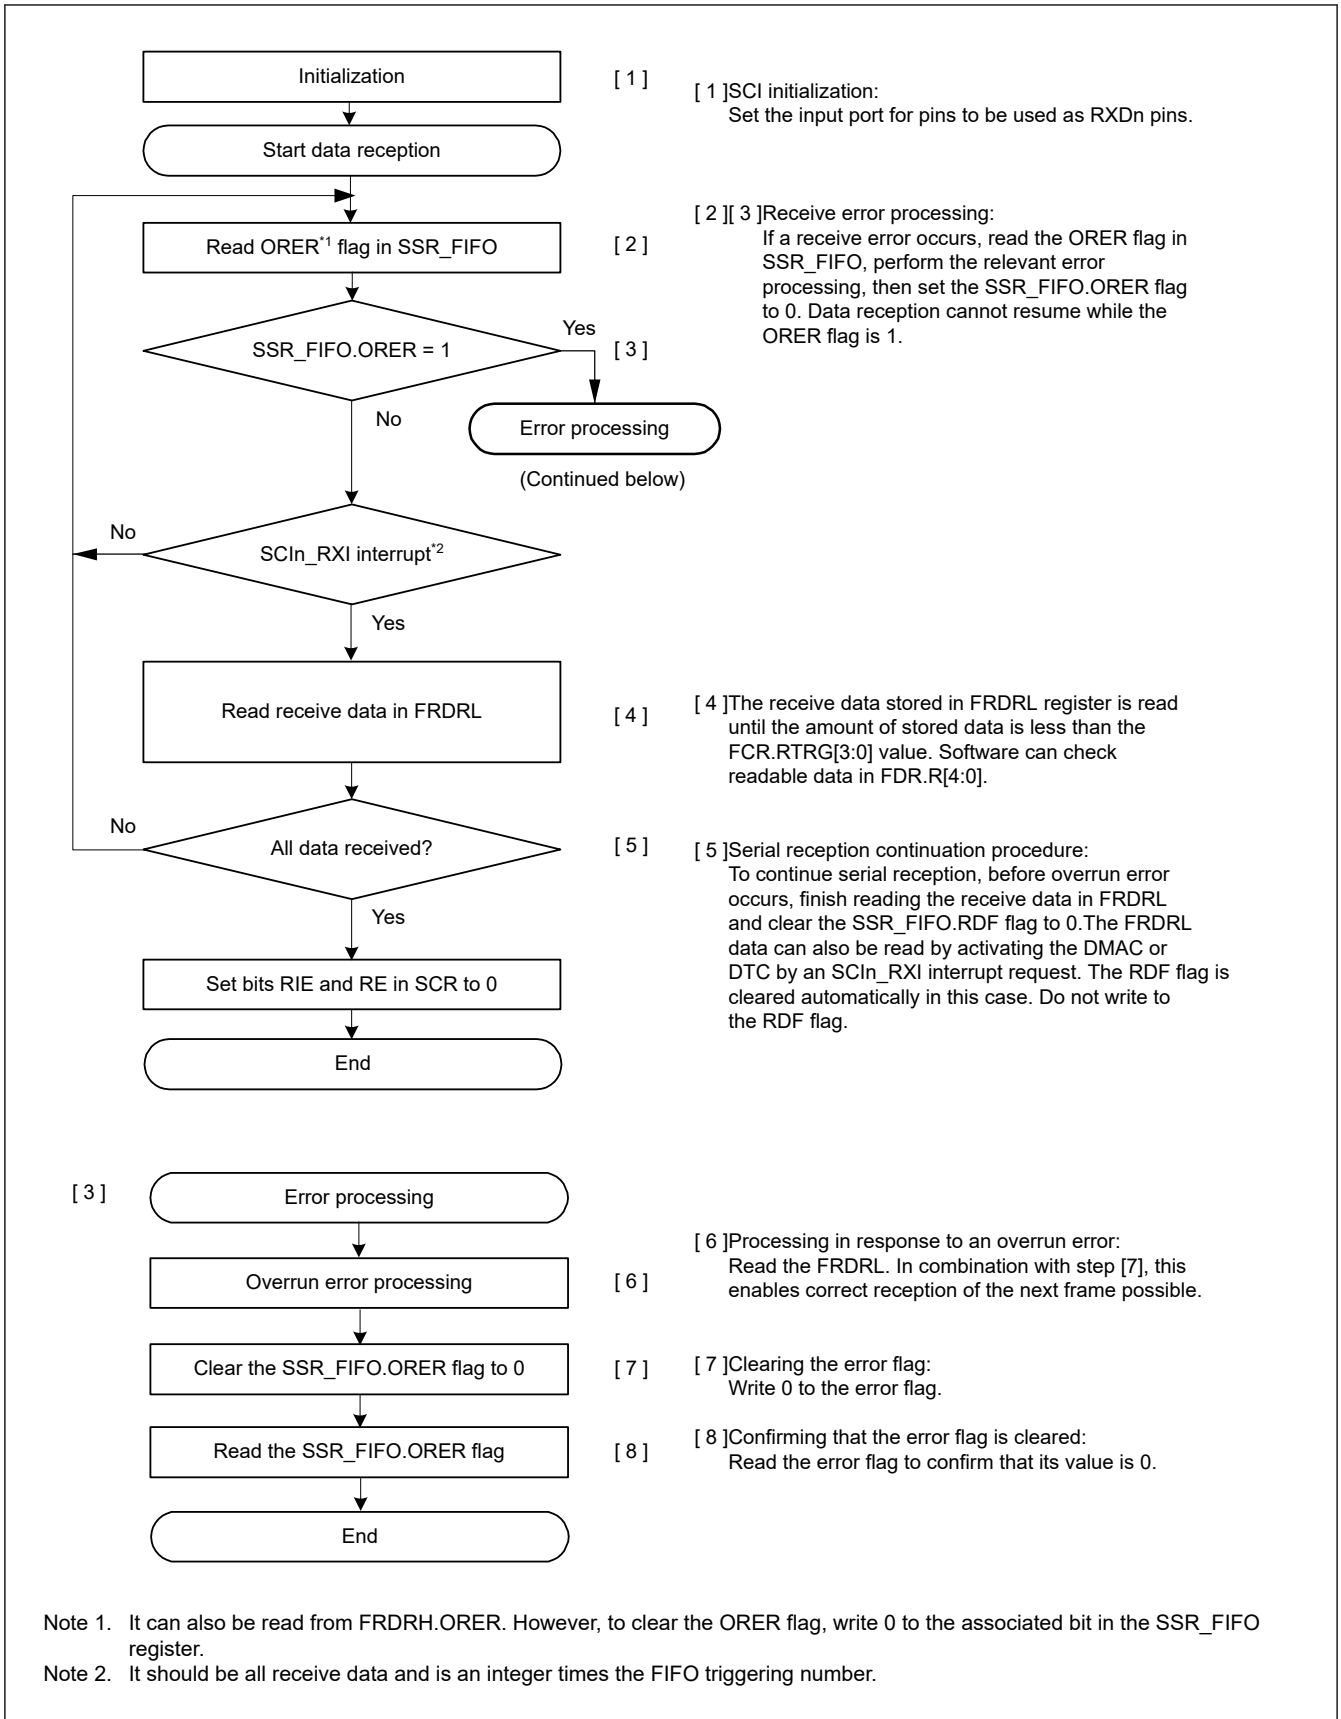 Initialization
[ 1 ]
[ 1 ]SCI initialization:
Set the input port for pins to be used as RXDn pins.
Start data reception
Read ORER*1 flag in SSR_FIFO
[ 2 ]
[ 2 ][ 3 ]Receive error processing:
If a receive error occurs, read the ORER flag in
SSR_FIFO, perform the relevant error
processing, then set the SSR_FIFO.ORER flag
to 0. Data reception cannot resume while the
ORER flag is 1.
SSR_FIFO.ORER = 1
Yes
[ 3 ]
No
Error processing
(Continued below)
No
SCIn_RXI interrupt*2
Yes
Read receive data in FRDRL
[ 4 ]
[ 4 ]The receive data stored in FRDRL register is read
until the amount of stored data is less than the
FCR.RTRG[3:0] value. Software can check
readable data in FDR.R[4:0].
No
All data received?
[ 5 ]
[ 5 ]Serial reception continuation procedure:
To continue serial reception, before overrun error
occurs, finish reading the receive data in FRDRL
and clear the SSR_FIFO.RDF flag to 0.The FRDRL
data can also be read by activating the DMAC or
DTC by an SCIn_RXI interrupt request. The RDF flag is
cleared automatically in this case. Do not write to
the RDF flag.
Yes
Set bits RIE and RE in SCR to 0
End
[ 3 ]
Error processing
Overrun error processing
[ 6 ]
[ 6 ]Processing in response to an overrun error:
Read the FRDRL. In combination with step [7], this
enables correct reception of the next frame possible.
Clear the SSR_FIFO.ORER flag to 0
[ 7 ]
[ 7 ]Clearing the error flag:
Write 0 to the error flag.
Read the SSR_FIFO.ORER flag
[ 8 ]
[ 8 ]Confirming that the error flag is cleared:
Read the error flag to confirm that its value is 0.
End
Note 1. It can also be read from FRDRH.ORER. However, to clear the ORER flag, write 0 to the associated bit in the SSR_FIFO
register.
Note 2. It should be all receive data and is an integer times the FIFO triggering number.